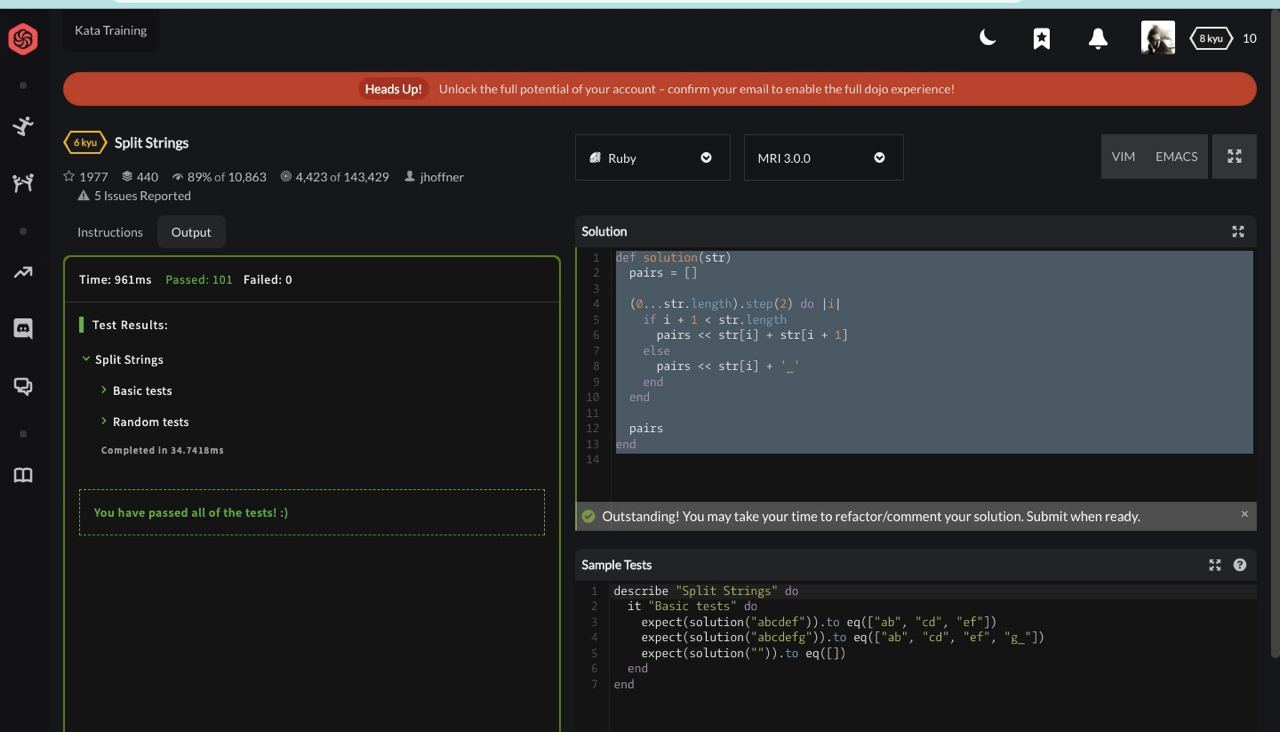 Kata Training
8 kyu 10
Heads Up! Unlock the full potential of your account – confirm your email to enable the full dojo experience!
6 kyu Split Strings
1977 440 89% of 10,863 4,423 of 143,429 jhoffner
5 Issues Reported
Ruby MRI 3.0.0 VIM EMACS
Instructions Output
Time: 961ms Passed: 101 Failed: 0
Test Results:
Split Strings
Basic tests
Random tests
Completed in 34.7418ms
You have passed all of the tests! :)
Solution
1 def solution(str)
2   pairs = []
3
4   (0...str.length).step(2) do |i|
5     if i + 1 < str.length
6       pairs << str[i] + str[i + 1]
7     else
8       pairs << str[i] + '_'
9     end
10   end
11
12   pairs
13 end
14
Outstanding! You may take your time to refactor/comment your solution. Submit when ready.
Sample Tests
1 describe "Split Strings" do
2   it "Basic tests" do
3     expect(solution("abcdef")).to eq(["ab", "cd", "ef"])
4     expect(solution("abcdefg")).to eq(["ab", "cd", "ef", "g_"])
5     expect(solution("")).to eq([])
6   end
7 end